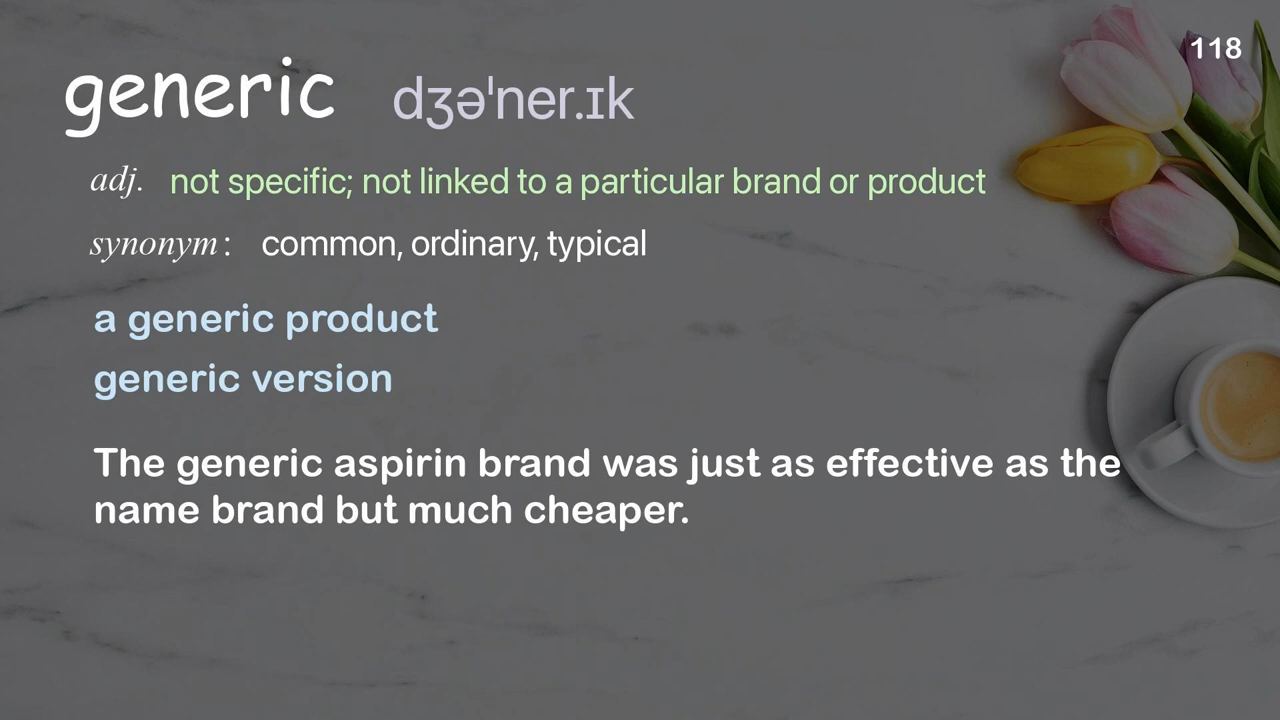 118
generic dʒəˈner.ɪk
adj. not specific; not linked to a particular brand or product
synonym: common, ordinary, typical
a generic product
generic version
The generic aspirin brand was just as effective as the
name brand but much cheaper.